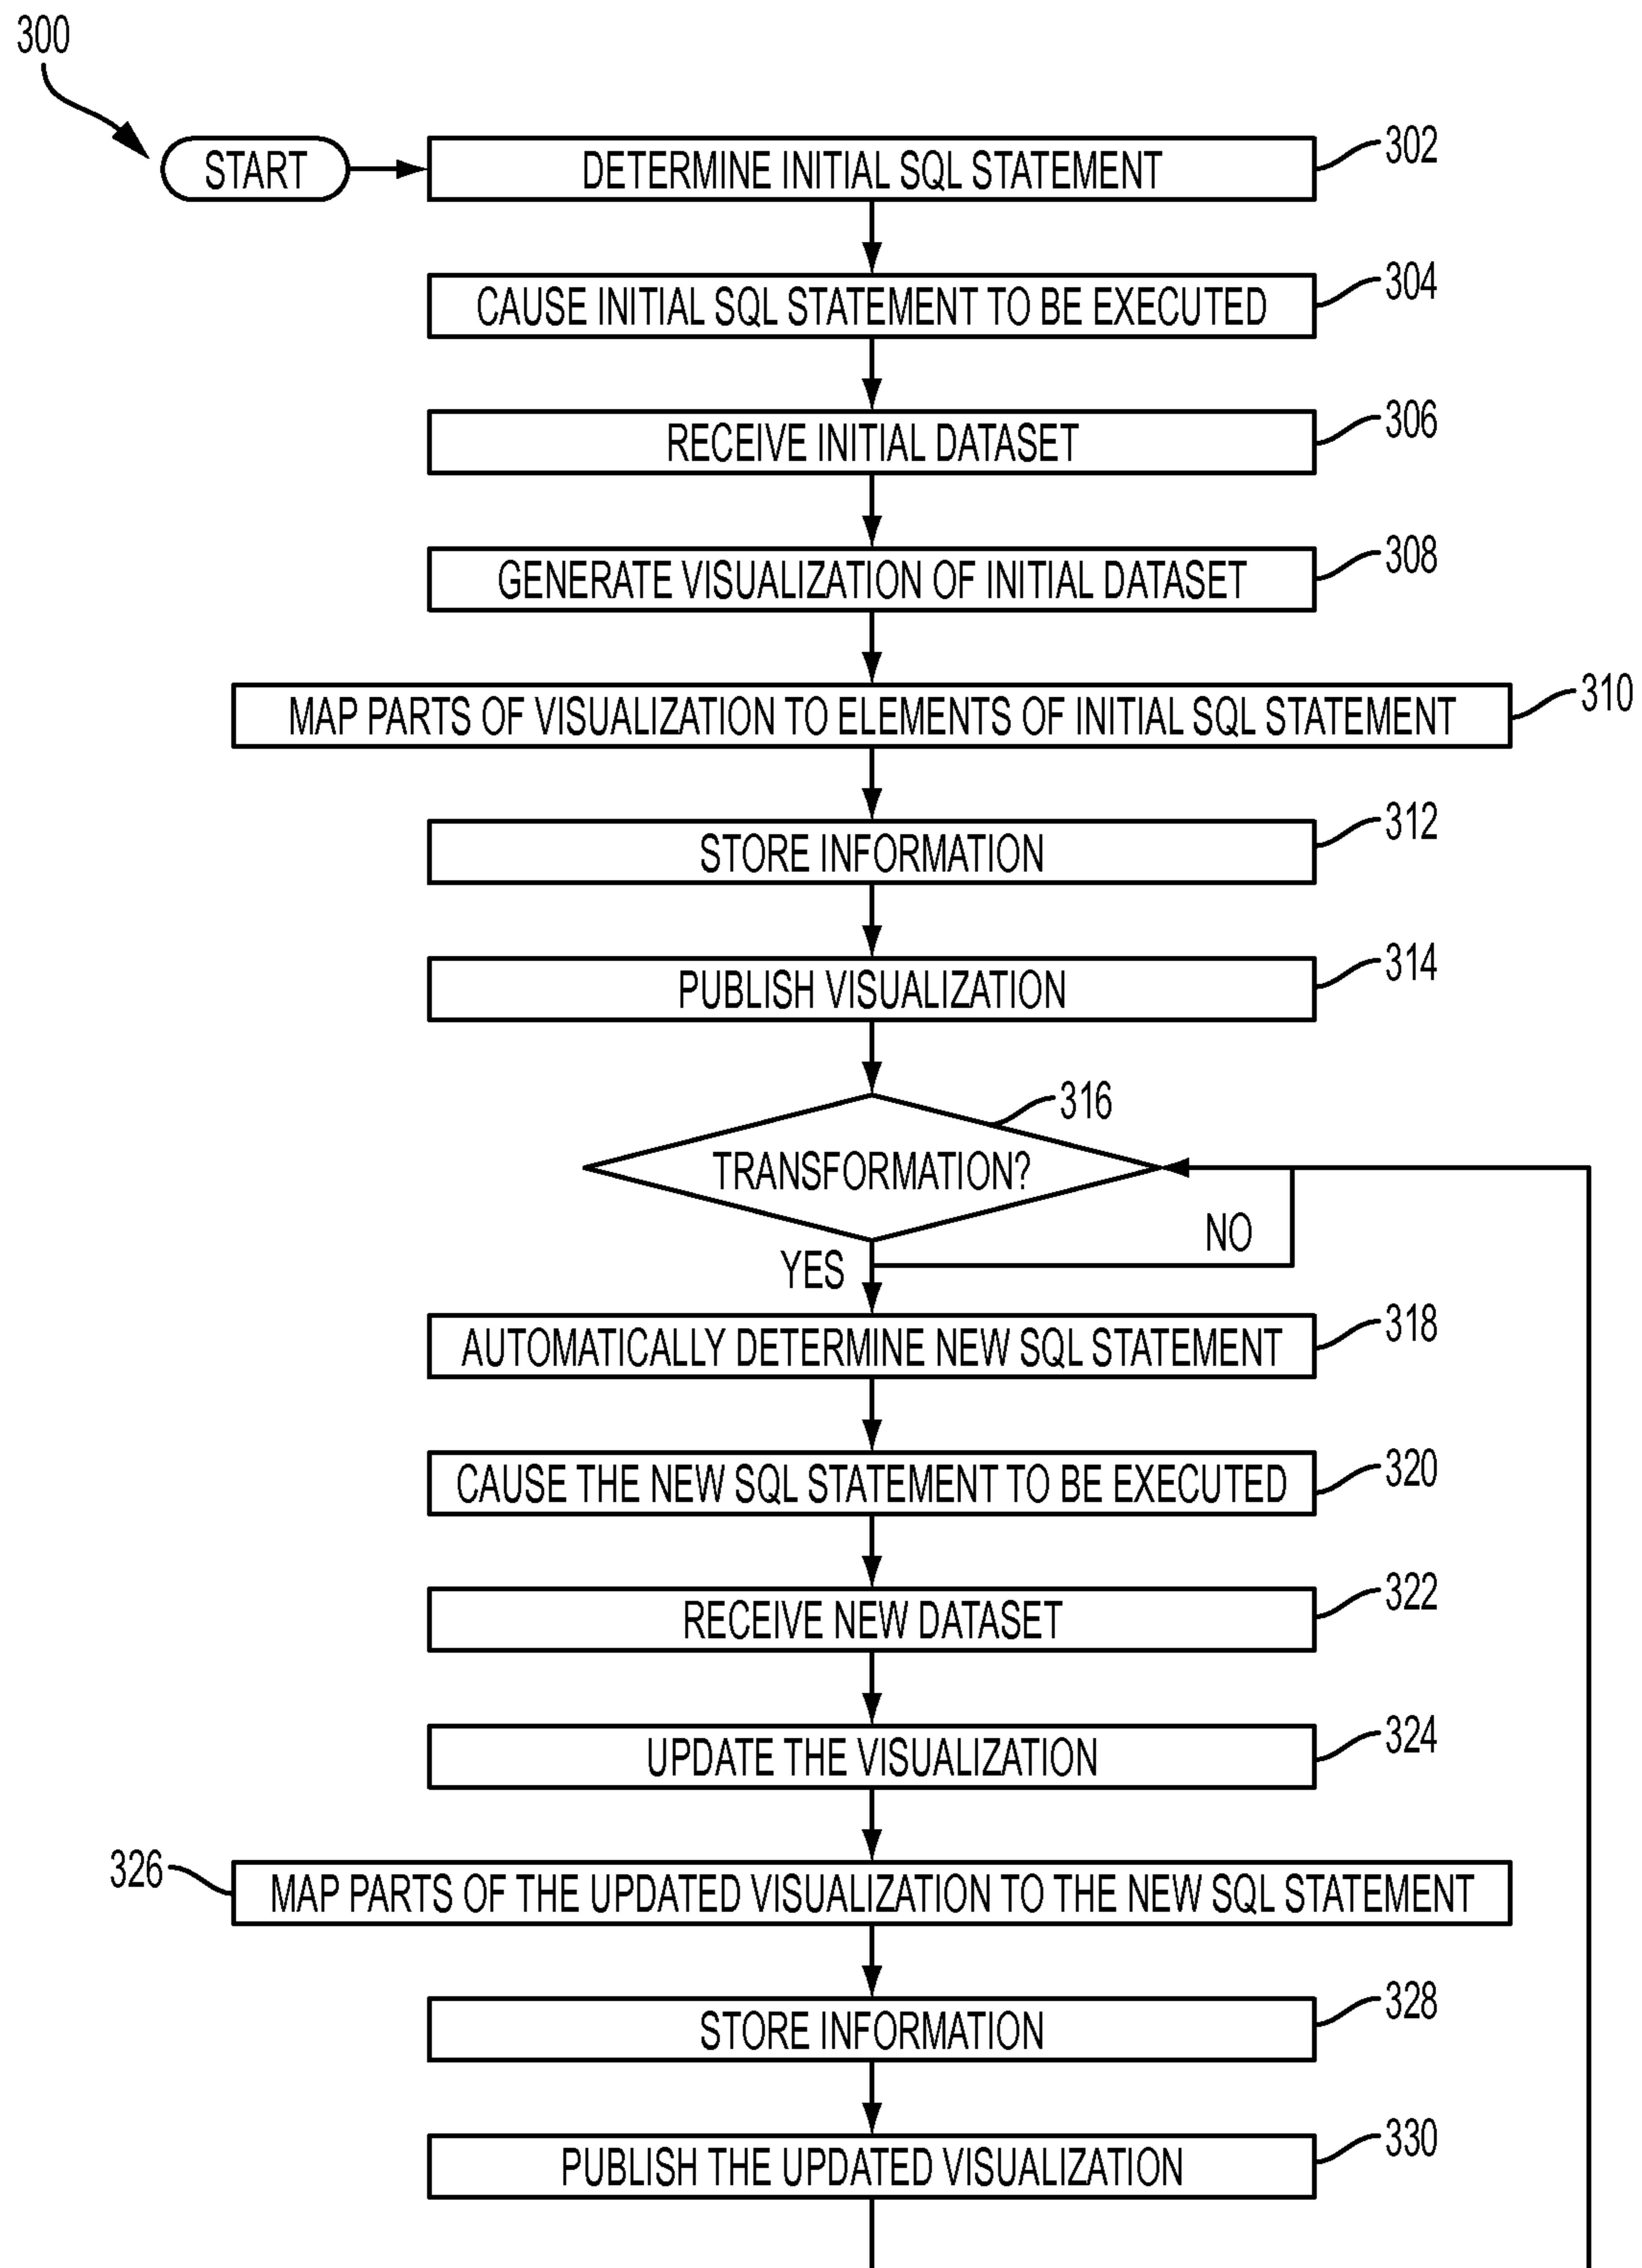 300
START
DETERMINE INITIAL SQL STATEMENT
302
CAUSE INITIAL SQL STATEMENT TO BE EXECUTED
304
RECEIVE INITIAL DATASET
306
GENERATE VISUALIZATION OF INITIAL DATASET
308
MAP PARTS OF VISUALIZATION TO ELEMENTS OF INITIAL SQL STATEMENT
310
STORE INFORMATION
312
PUBLISH VISUALIZATION
314
TRANSFORMATION?
316
NO
YES
AUTOMATICALLY DETERMINE NEW SQL STATEMENT
318
CAUSE THE NEW SQL STATEMENT TO BE EXECUTED
320
RECEIVE NEW DATASET
322
UPDATE THE VISUALIZATION
324
326
MAP PARTS OF THE UPDATED VISUALIZATION TO THE NEW SQL STATEMENT
STORE INFORMATION
328
PUBLISH THE UPDATED VISUALIZATION
330